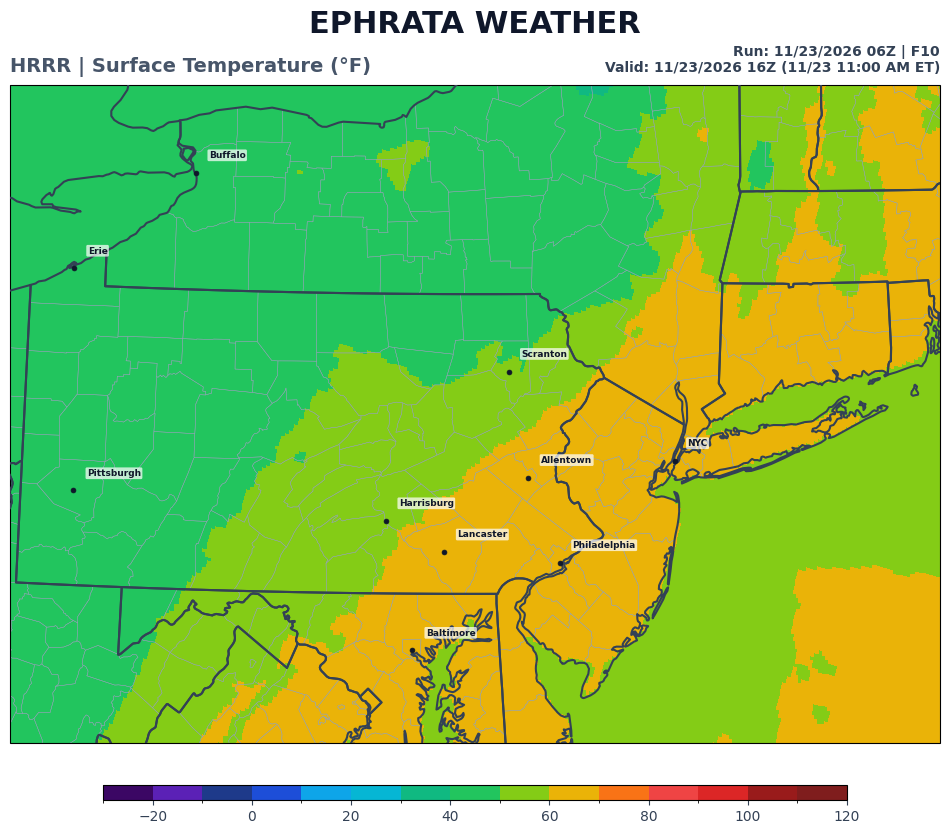 EPHRATA WEATHER
HRRR | Surface Temperature (°F)
Run: 11/23/2026 06Z | F10
Valid: 11/23/2026 16Z (11/23 11:00 AM ET)
Buffalo
Erie
Scranton
NYC
Allentown
Pittsburgh
Harrisburg
Lancaster
Philadelphia
Baltimore
−20 0 20 40 60 80 100 120